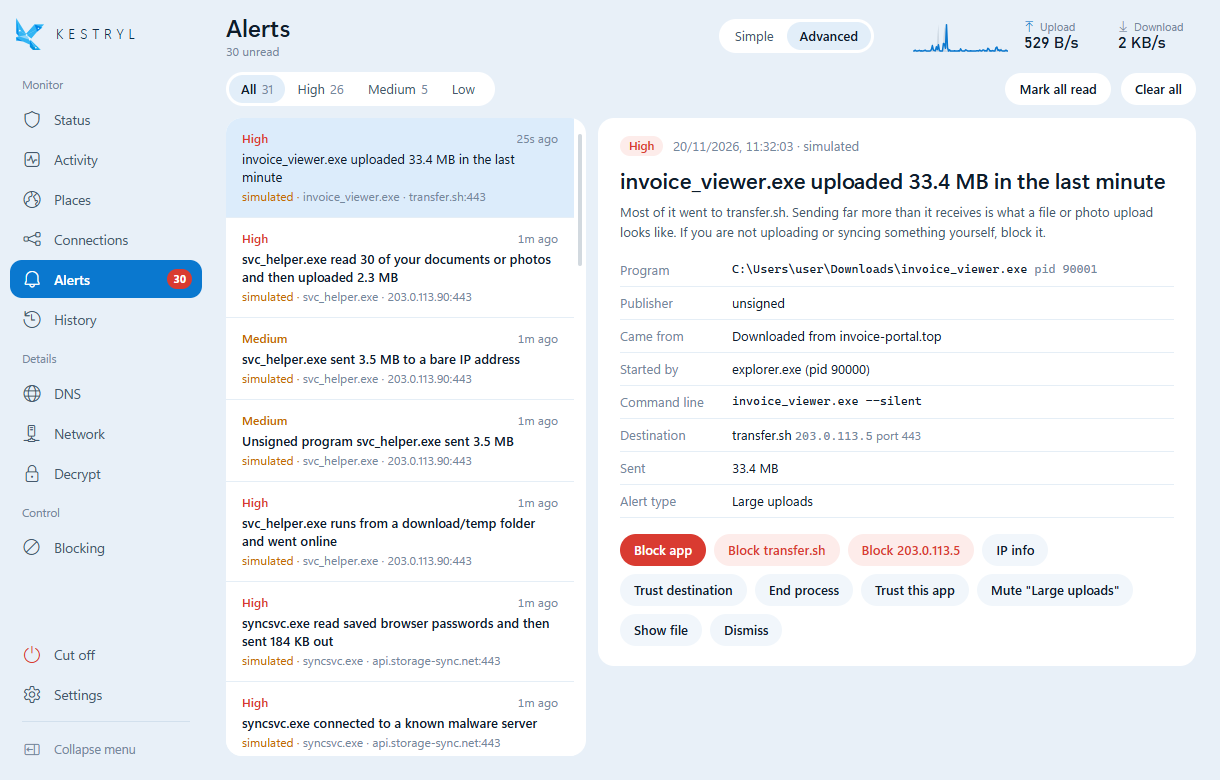 KESTRYL
Monitor
Status
Activity
Places
Connections
Alerts 30
History
Details
DNS
Network
Decrypt
Control
Blocking
Cut off
Settings
Collapse menu
Alerts
30 unread
Simple Advanced
Upload
529 B/s
Download
2 KB/s
All 31 High 26 Medium 5 Low
Mark all read Clear all
High 25s ago
invoice_viewer.exe uploaded 33.4 MB in the last
minute
simulated · invoice_viewer.exe · transfer.sh:443
High 1m ago
svc_helper.exe read 30 of your documents or photos
and then uploaded 2.3 MB
simulated · svc_helper.exe · 203.0.113.90:443
Medium 1m ago
svc_helper.exe sent 3.5 MB to a bare IP address
simulated · svc_helper.exe · 203.0.113.90:443
Medium 1m ago
Unsigned program svc_helper.exe sent 3.5 MB
simulated · svc_helper.exe · 203.0.113.90:443
High 1m ago
svc_helper.exe runs from a download/temp folder
and went online
simulated · svc_helper.exe · 203.0.113.90:443
High 1m ago
syncsvc.exe read saved browser passwords and then
sent 184 KB out
simulated · syncsvc.exe · api.storage-sync.net:443
High 1m ago
syncsvc.exe connected to a known malware server
simulated · syncsvc.exe · api.storage-sync.net:443
High 20/11/2026, 11:32:03 · simulated
invoice_viewer.exe uploaded 33.4 MB in the last minute
Most of it went to transfer.sh. Sending far more than it receives is what a file or photo upload
looks like. If you are not uploading or syncing something yourself, block it.
Program C:\Users\user\Downloads\invoice_viewer.exe pid 90001
Publisher unsigned
Came from Downloaded from invoice-portal.top
Started by explorer.exe (pid 90000)
Command line invoice_viewer.exe --silent
Destination transfer.sh 203.0.113.5 port 443
Sent 33.4 MB
Alert type Large uploads
Block app Block transfer.sh Block 203.0.113.5 IP info
Trust destination End process Trust this app Mute "Large uploads"
Show file Dismiss